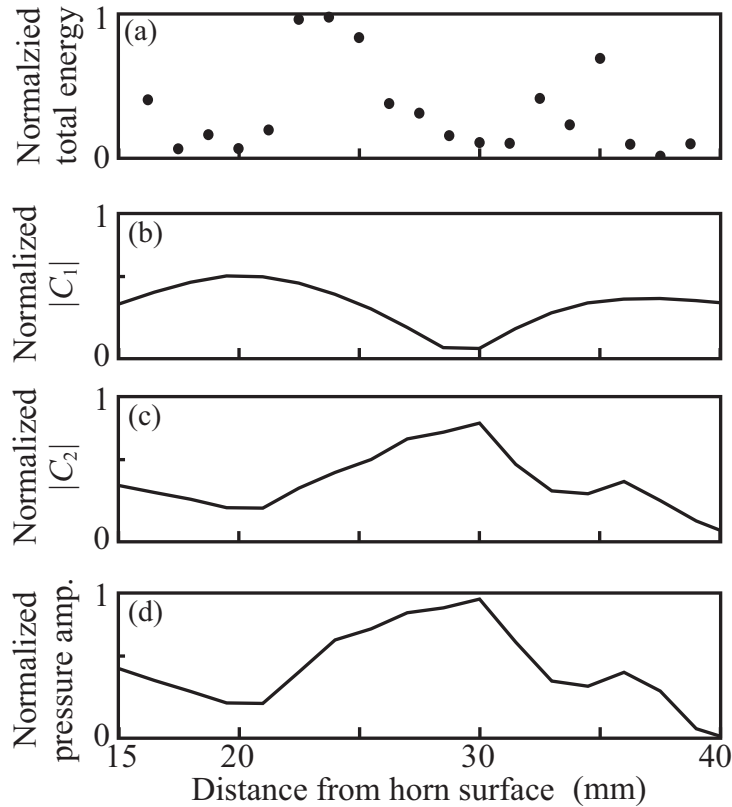 1
(a)
Normalzied
total energy
0
1
(b)
Normalized
|C₁|
0
1
(c)
Normalized
|C₂|
0
1
(d)
Normalized
pressure amp.
0
15 20 30 40
Distance from horn surface (mm)